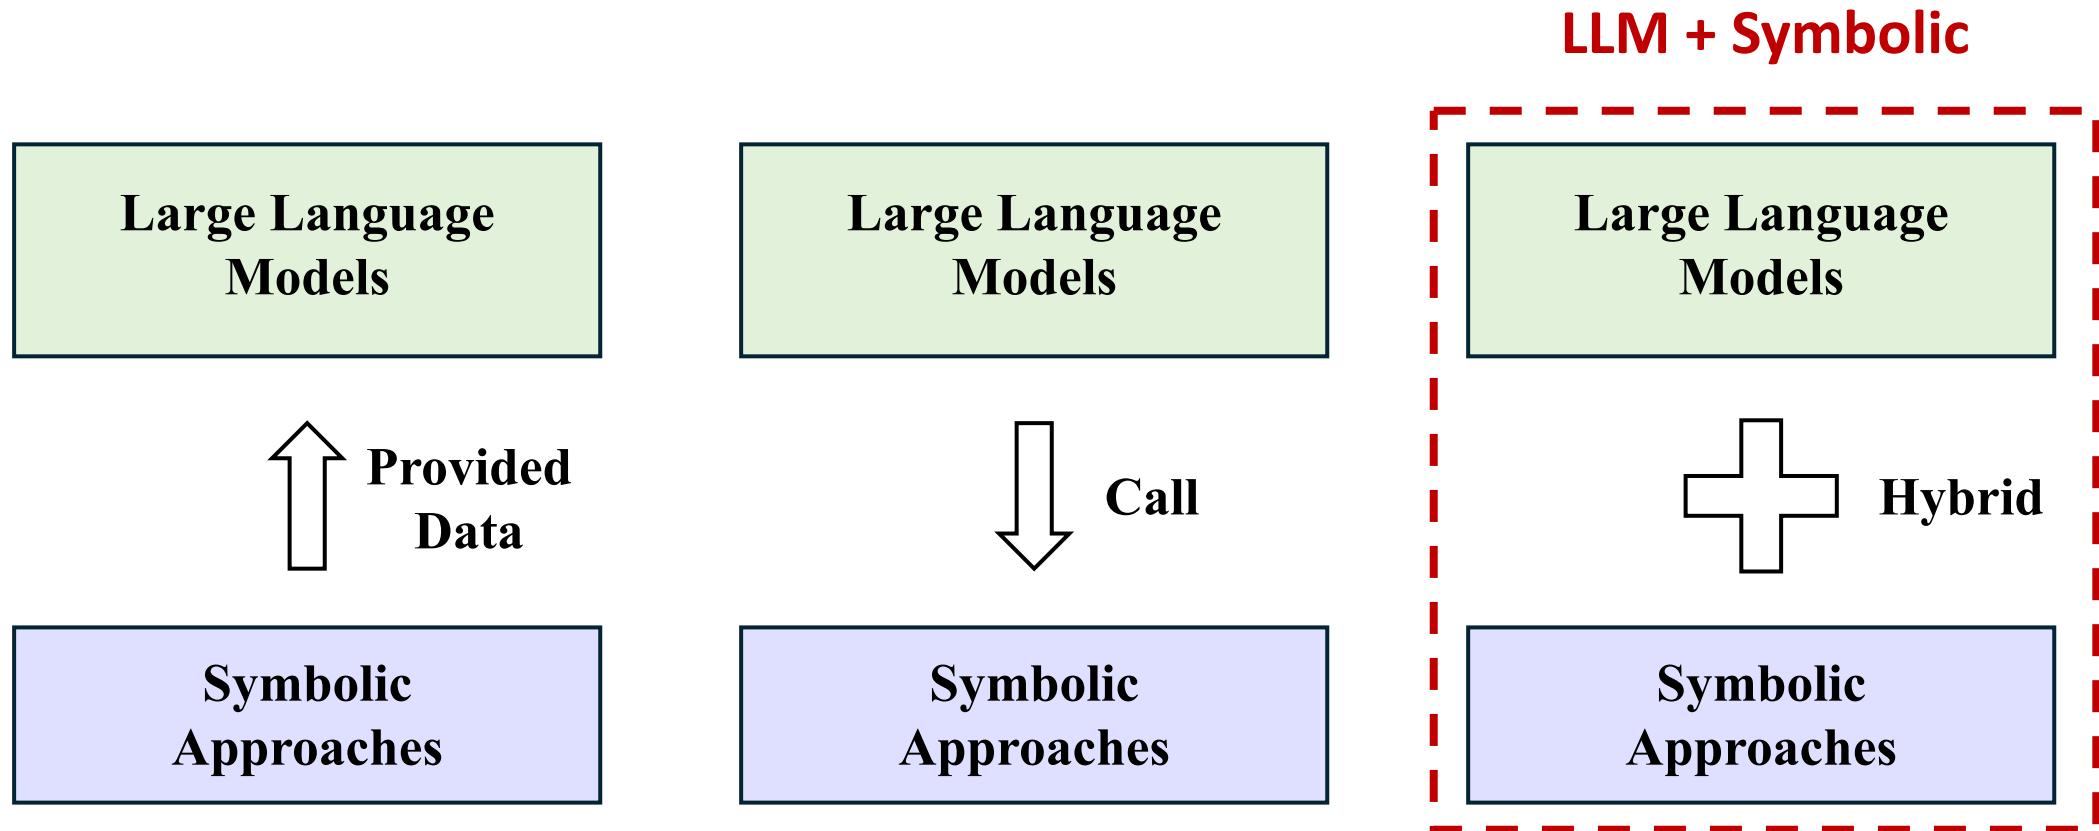 LLM + Symbolic
Large Language
Models
Provided
Data
Symbolic
Approaches
Large Language
Models
Call
Symbolic
Approaches
Large Language
Models
Hybrid
Symbolic
Approaches